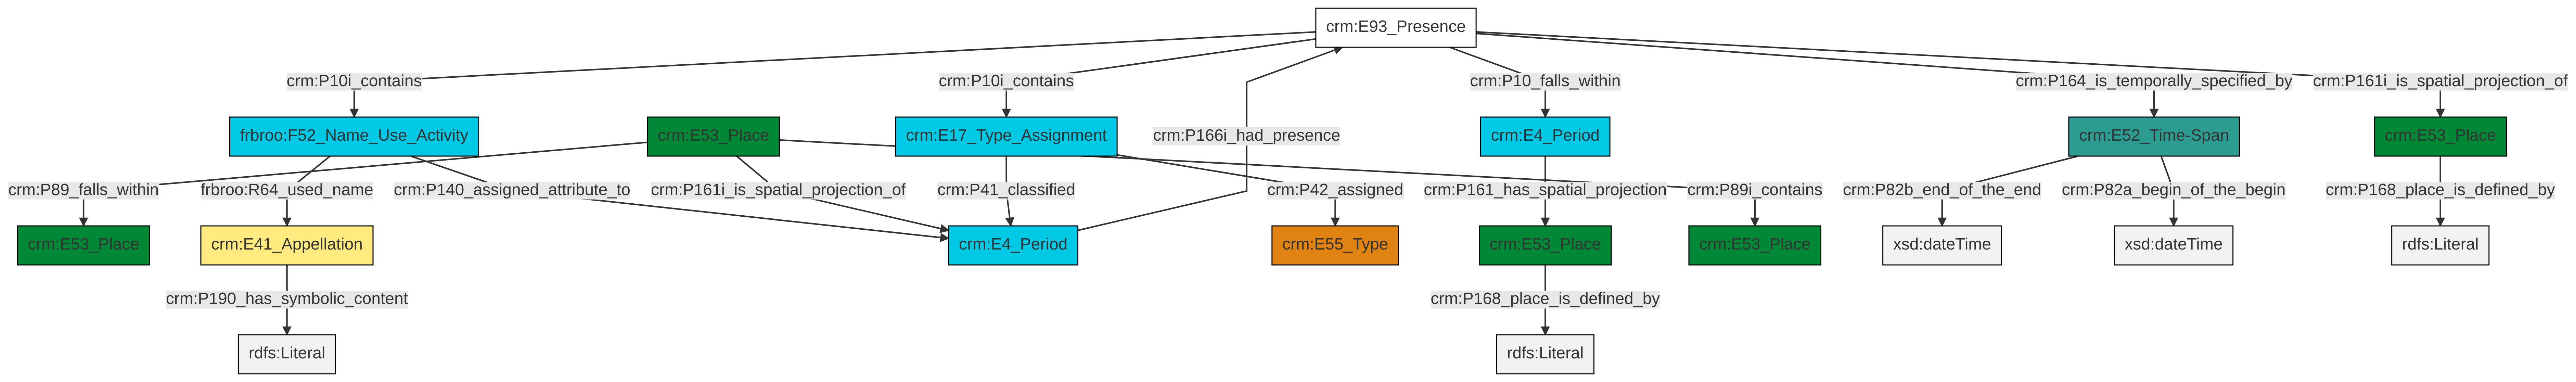 crm:E93_Presence
crm:P10i_contains
crm:P10i_contains
crm:P10_falls_within
crm:P164_is_temporally_specified_by
crm:P161i_is_spatial_projection_of
frbroo:F52_Name_Use_Activity
crm:E53_Place
crm:E17_Type_Assignment
crm:P166i_had_presence
crm:E4_Period
crm:E52_Time-Span
crm:E53_Place
crm:P89_falls_within
frbroo:R64_used_name
crm:P140_assigned_attribute_to
crm:P161i_is_spatial_projection_of
crm:P41_classified
crm:P42_assigned
crm:P161_has_spatial_projection
crm:P89i_contains
crm:P82b_end_of_the_end
crm:P82a_begin_of_the_begin
crm:P168_place_is_defined_by
crm:E53_Place
crm:E41_Appellation
crm:E4_Period
crm:E55_Type
crm:E53_Place
crm:E53_Place
xsd:dateTime
xsd:dateTime
rdfs:Literal
crm:P190_has_symbolic_content
crm:P168_place_is_defined_by
rdfs:Literal
rdfs:Literal